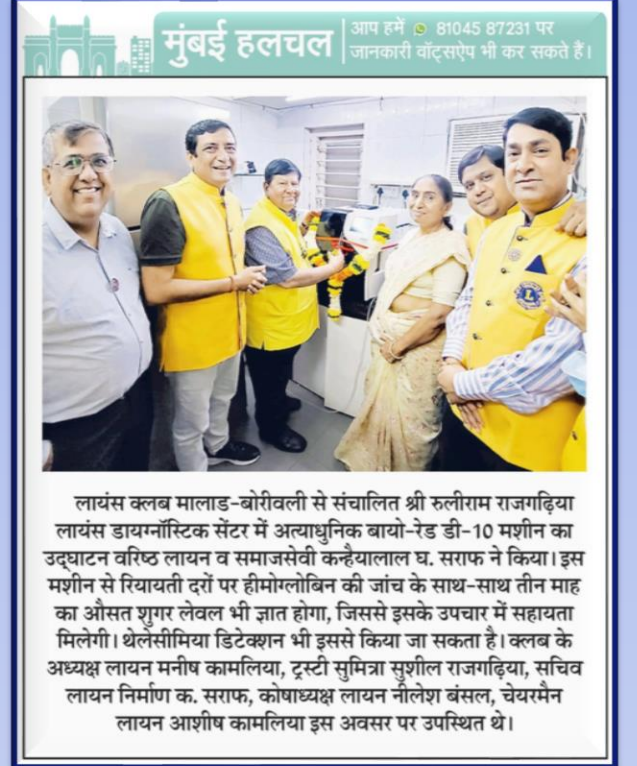 मुंबई हलचल
आप हमें 81045 87231 पर
जानकारी वॉट्सऐप भी कर सकते हैं।
लायंस क्लब मालाड-बोरीवली से संचालित श्री रुलीराम राजगढ़िया
लायंस डायग्नॉस्टिक सेंटर में अत्याधुनिक बायो-रेड डी-10 मशीन का
उद्घाटन वरिष्ठ लायन व समाजसेवी कन्हैयालाल घ. सराफ ने किया। इस
मशीन से रियायती दरों पर हीमोग्लोबिन की जांच के साथ-साथ तीन माह
का औसत शुगर लेवल भी ज्ञात होगा, जिससे इसके उपचार में सहायता
मिलेगी। थेलेसीमिया डिटेक्शन भी इससे किया जा सकता है। क्लब के
अध्यक्ष लायन मनीष कामलिया, ट्रस्टी सुमित्रा सुशील राजगढ़िया, सचिव
लायन निर्माण क. सराफ, कोषाध्यक्ष लायन नीलेश बंसल, चेयरमैन
लायन आशीष कामलिया इस अवसर पर उपस्थित थे।